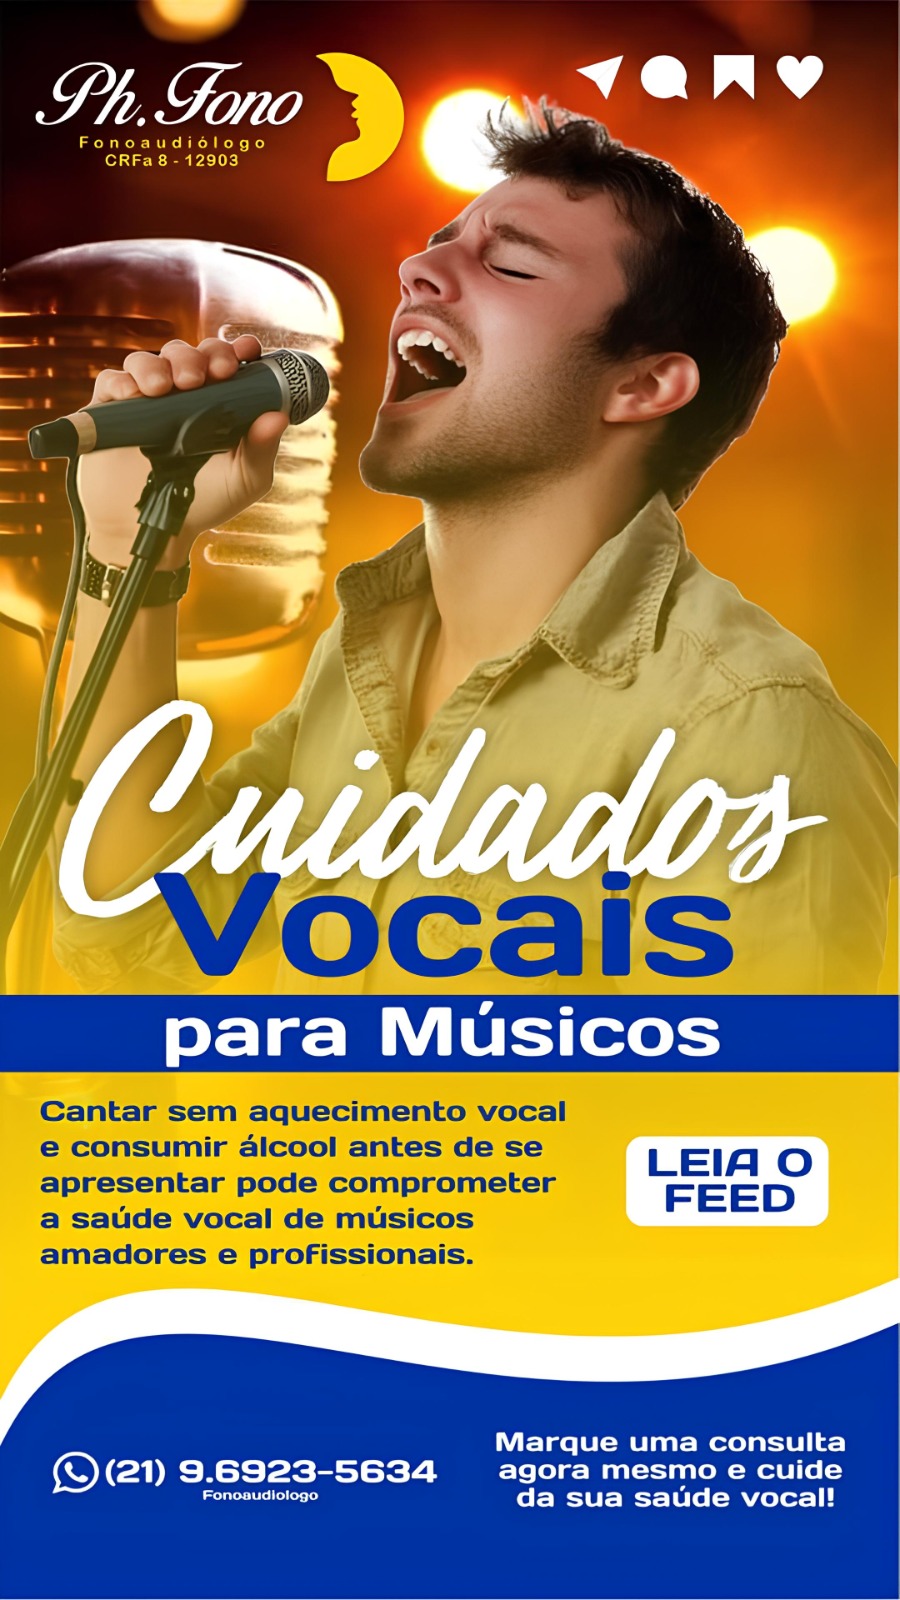 Ph. Fono
Fonoaudiólogo
CRFa 8 - 12903
Cuidados
Vocais
para Músicos
Cantar sem aquecimento vocal
e consumir álcool antes de se
apresentar pode comprometer
a saúde vocal de músicos
amadores e profissionais.
LEIA O
FEED
(21) 9.6923-5634
Fonoaudiologo
Marque uma consulta
agora mesmo e cuide
da sua saúde vocal!